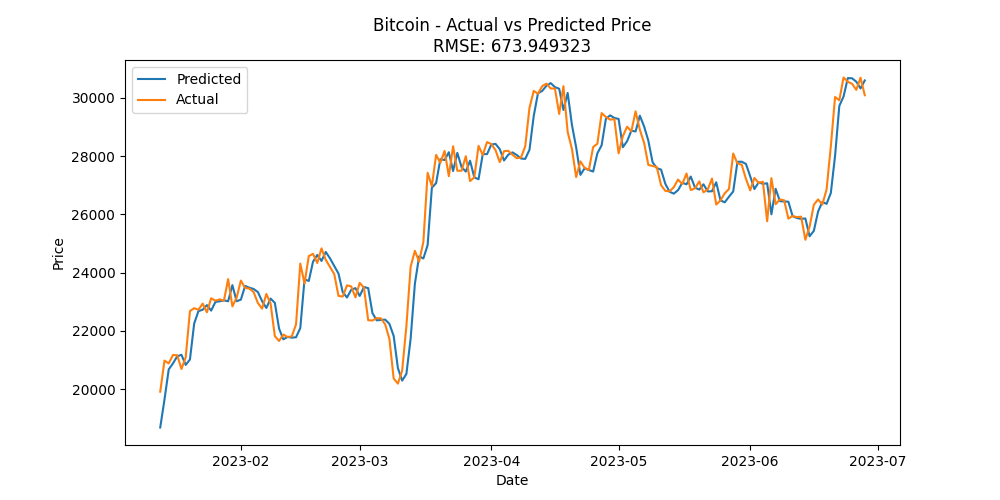 Bitcoin - Actual vs Predicted Price
RMSE: 673.949323
Predicted
Actual
Price
30000
28000
26000
24000
22000
20000
2023-02
2023-03
2023-04
2023-05
2023-06
2023-07
Date